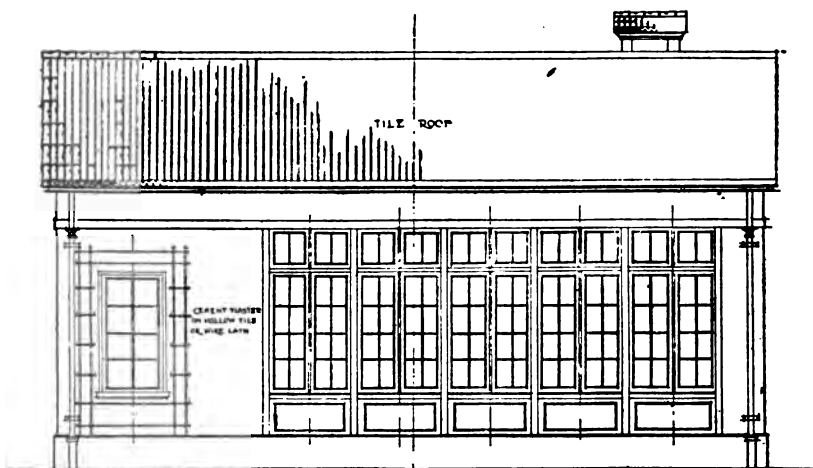 TILE ROOF
CEMENT PLASTER
ON HOLLOW TILE
OR WIRE LATH